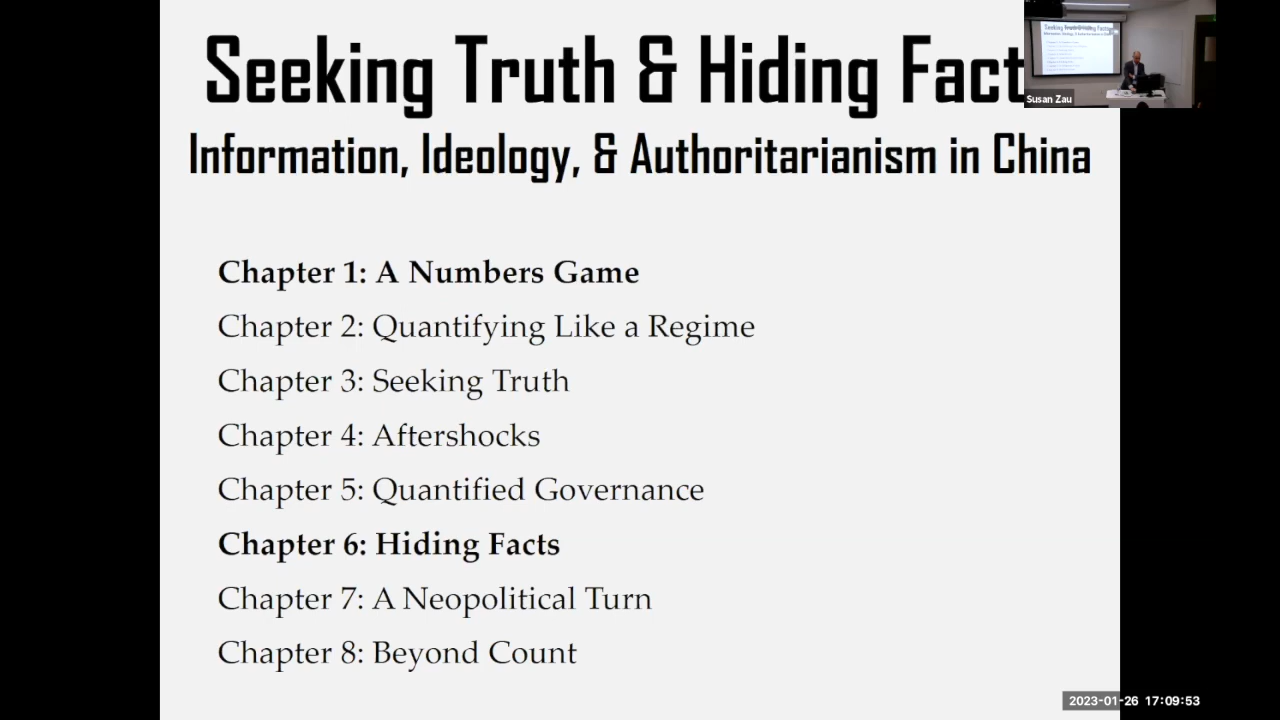 Seeking Truth & Hiding Fact
Information, Ideology, & Authoritarianism in China
Susan Zau
Chapter 1: A Numbers Game
Chapter 2: Quantifying Like a Regime
Chapter 3: Seeking Truth
Chapter 4: Aftershocks
Chapter 5: Quantified Governance
Chapter 6: Hiding Facts
Chapter 7: A Neopolitical Turn
Chapter 8: Beyond Count
2023-01-26 17:09:53